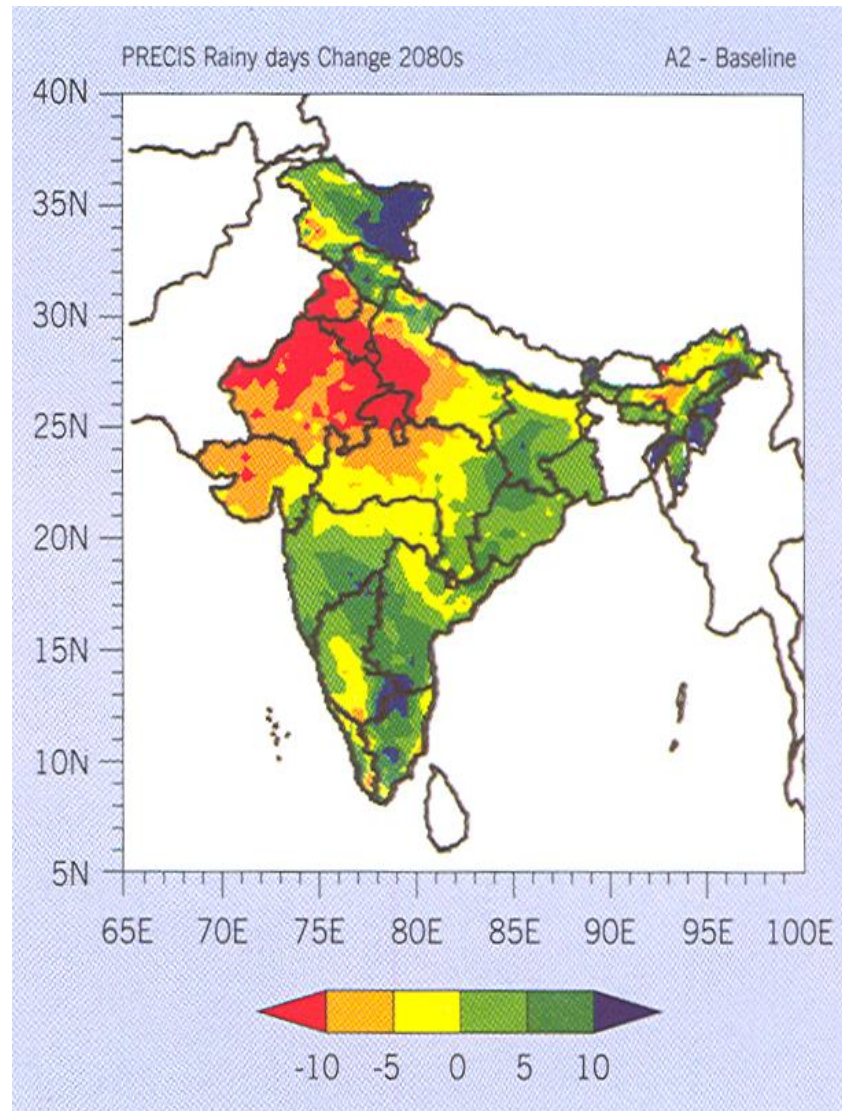 PRECIS Rainy days Change 2080s A2 - Baseline
40N
35N
30N
25N
20N
15N
10N
5N
65E 70E 75E 80E 85E 90E 95E 100E
-10 -5 0 5 10